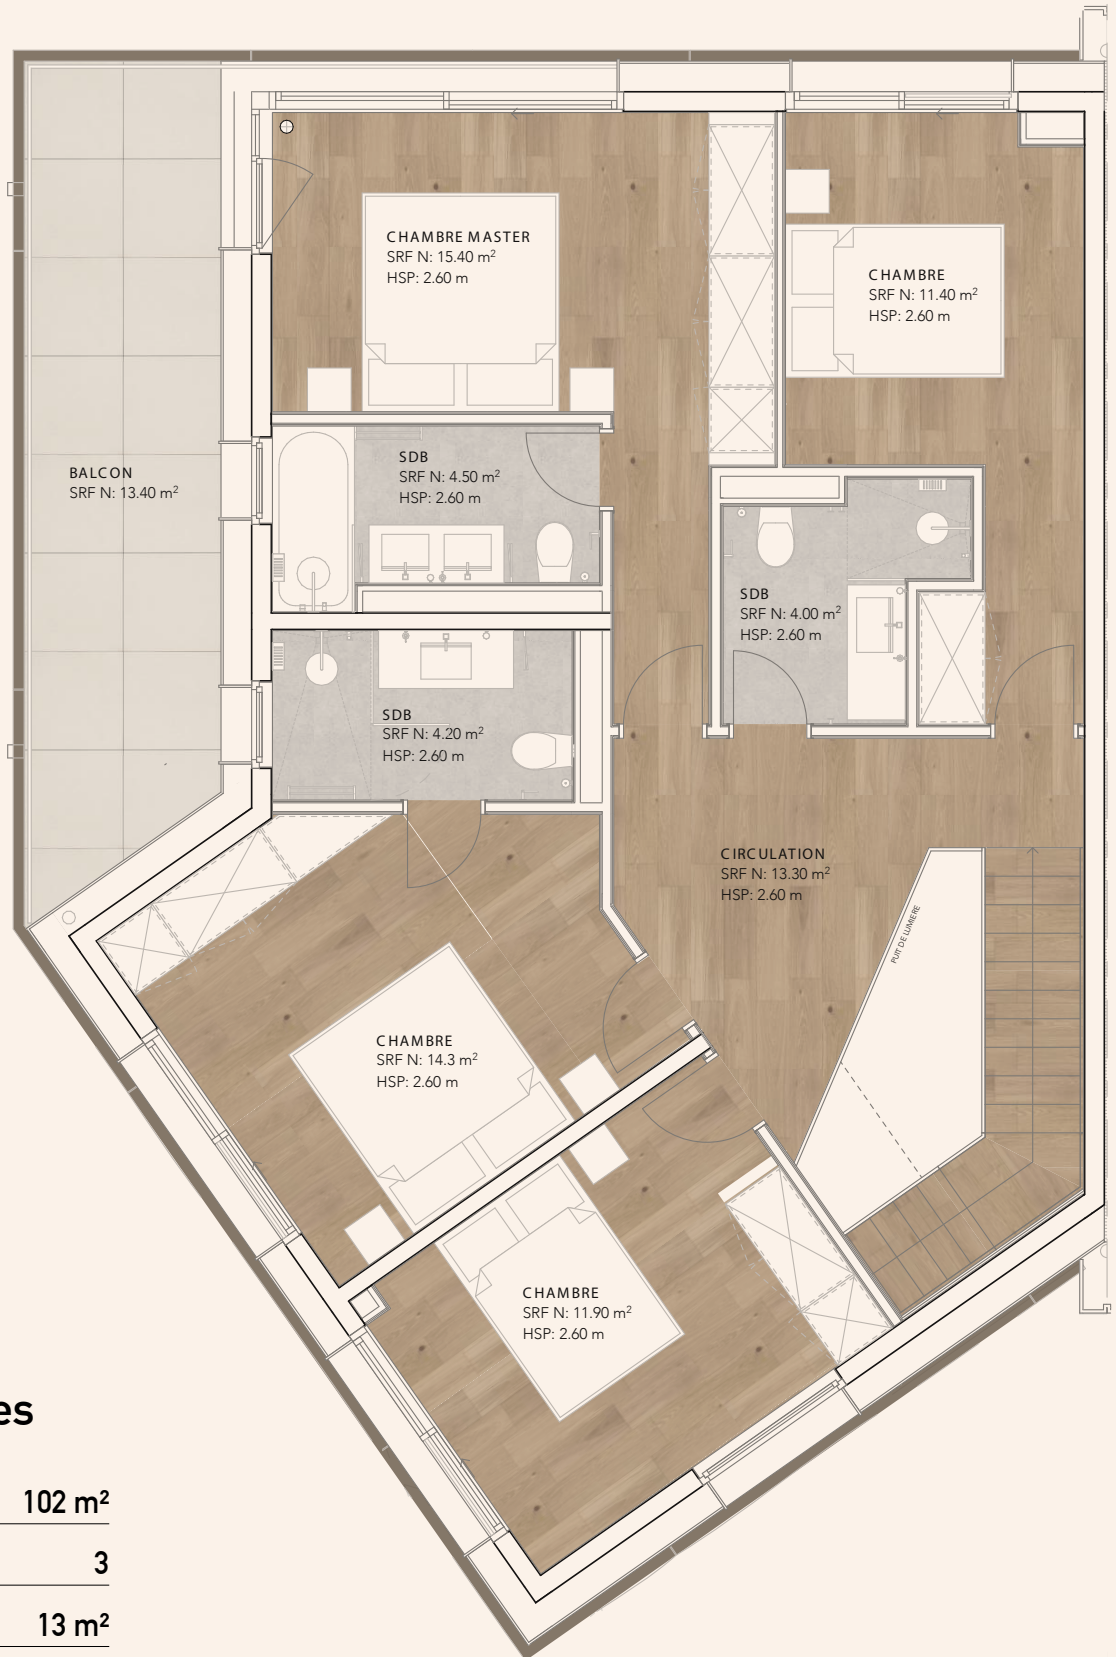 CHAMBRE MASTER
SRF N: 15.40 m²
HSP: 2.60 m
CHAMBRE
SRF N: 11.40 m²
HSP: 2.60 m
SDB
SRF N: 4.50 m²
HSP: 2.60 m
BALCON
SRF N: 13.40 m²
SDB
SRF N: 4.00 m²
HSP: 2.60 m
SDB
SRF N: 4.20 m²
HSP: 2.60 m
CIRCULATION
SRF N: 13.30 m²
HSP: 2.60 m
PUIT DE LUMIERE
CHAMBRE
SRF N: 14.3 m²
HSP: 2.60 m
CHAMBRE
SRF N: 11.90 m²
HSP: 2.60 m
es
102 m²
3
13 m²